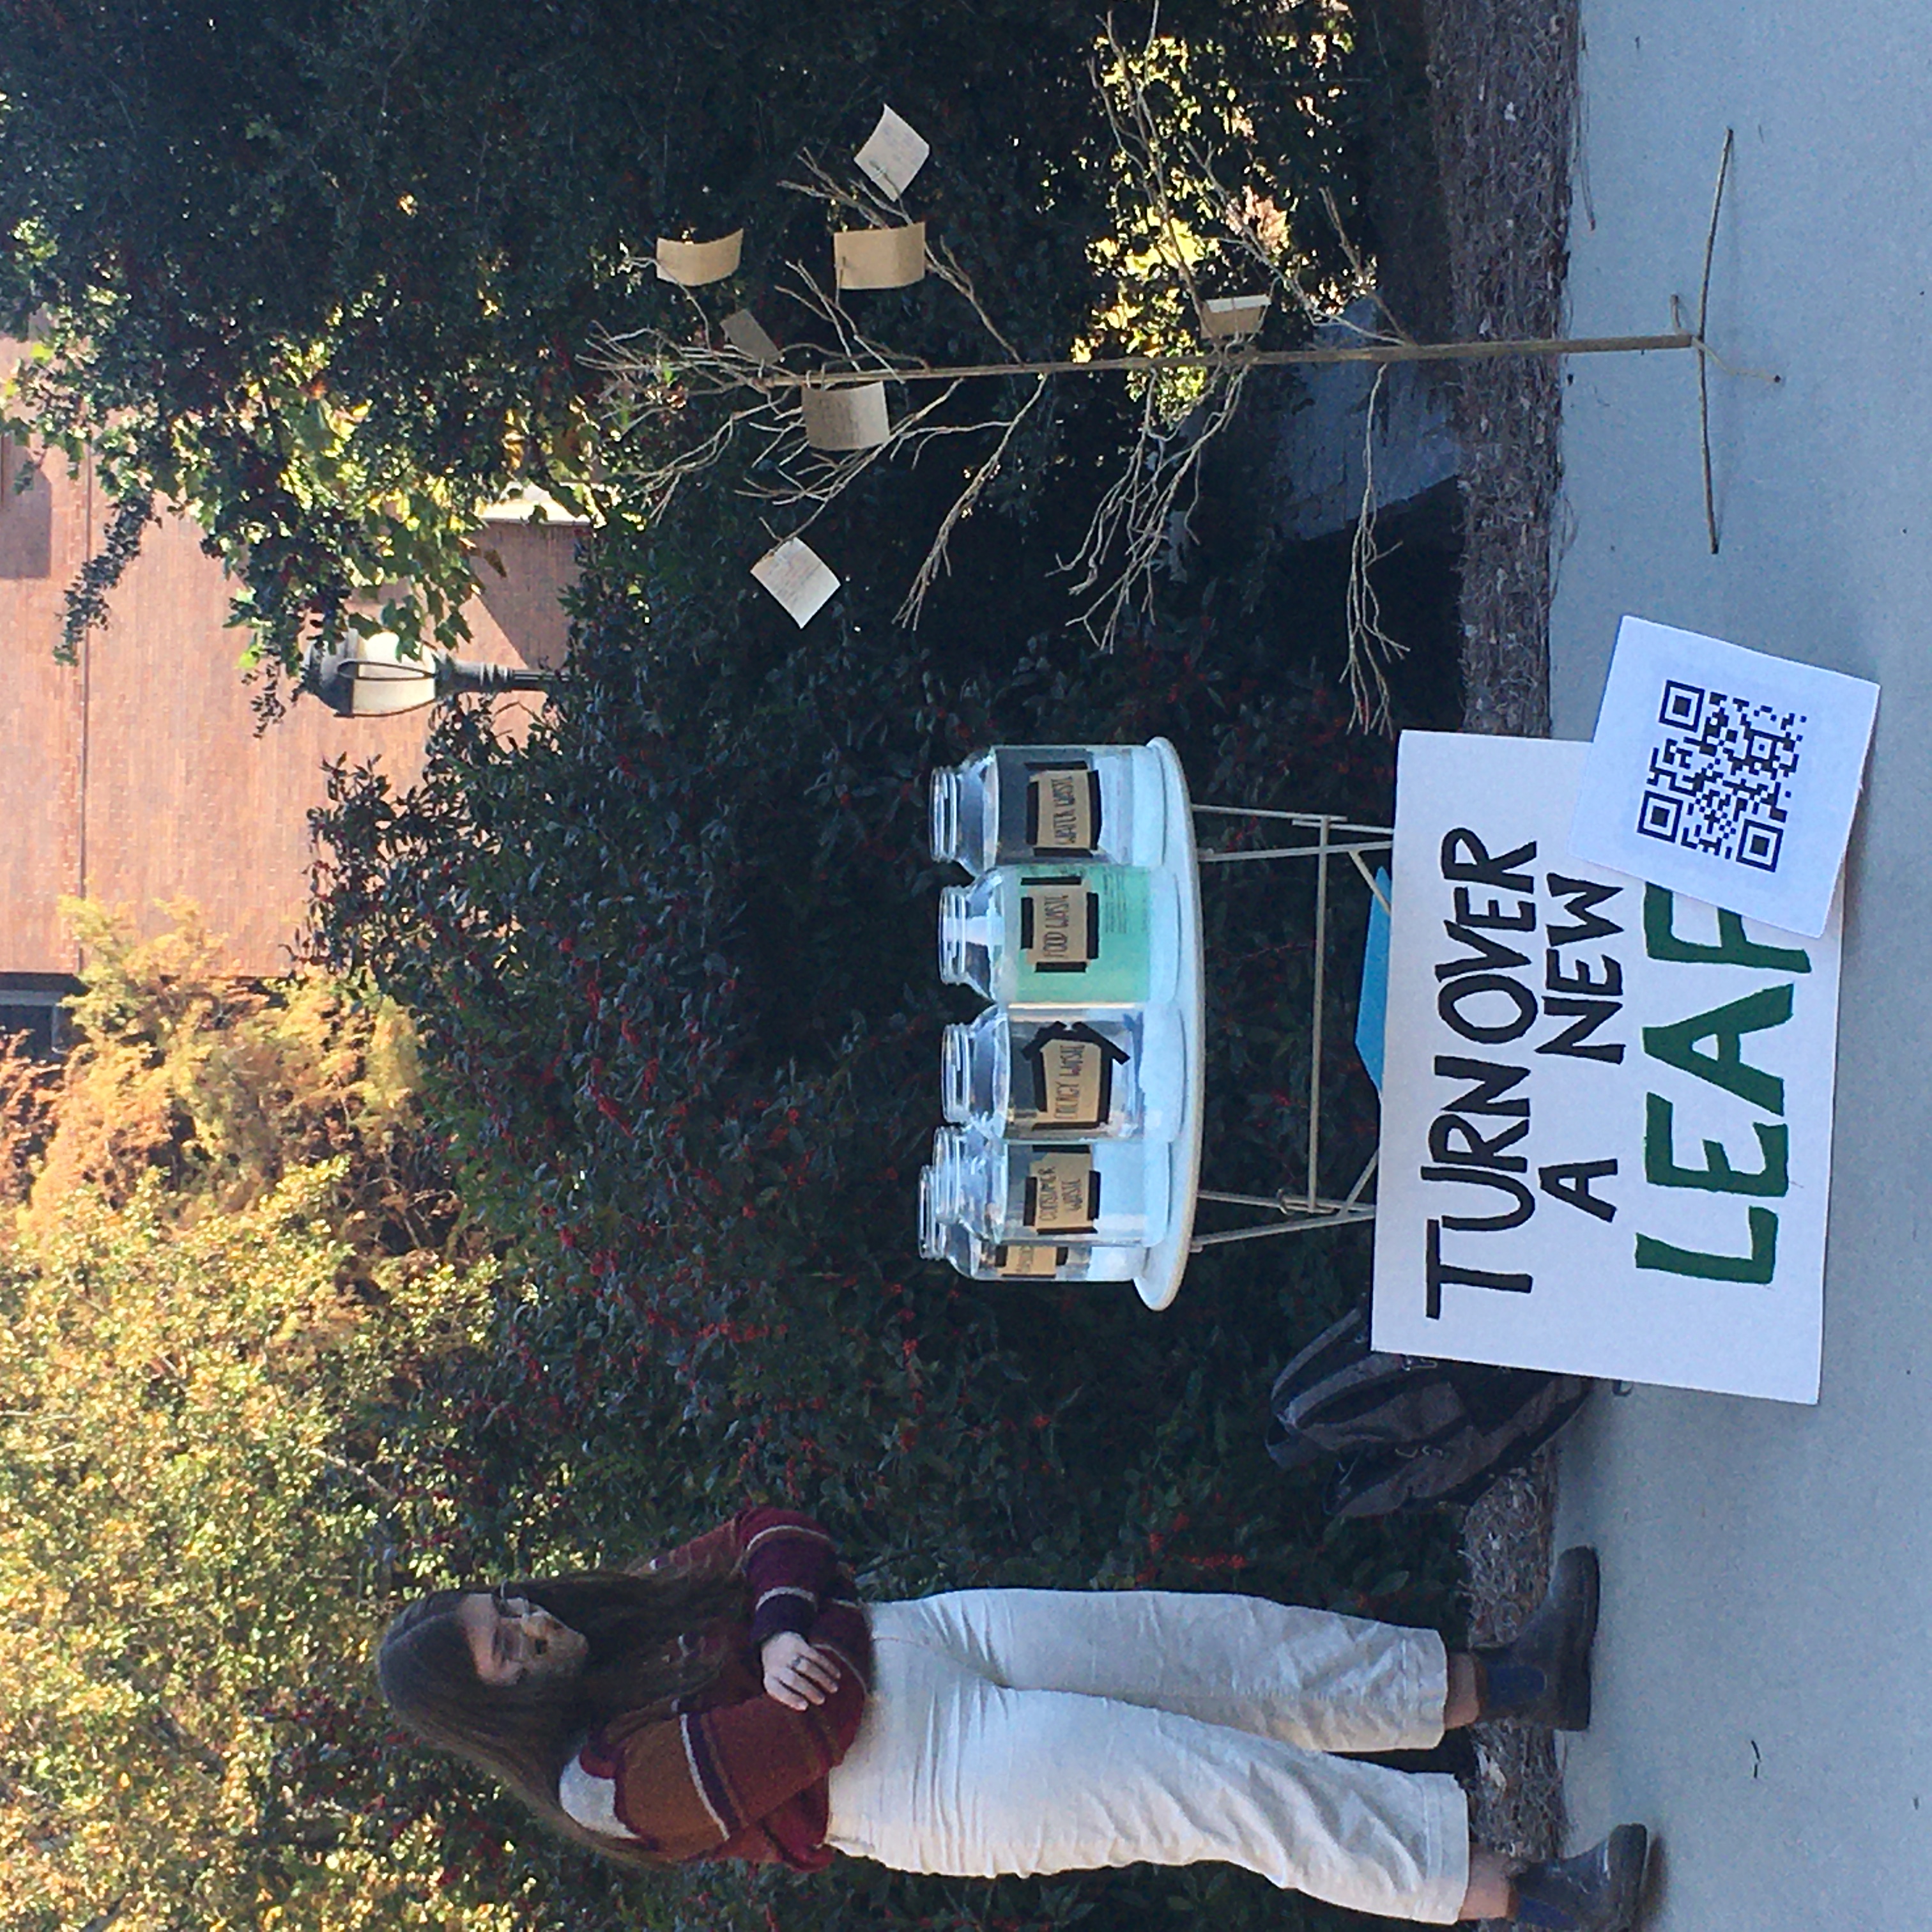 CONSUMER
WASTE
ENERGY WASTE
FOOD WASTE
WATER WASTE
TURN OVER
A NEW
LEAF